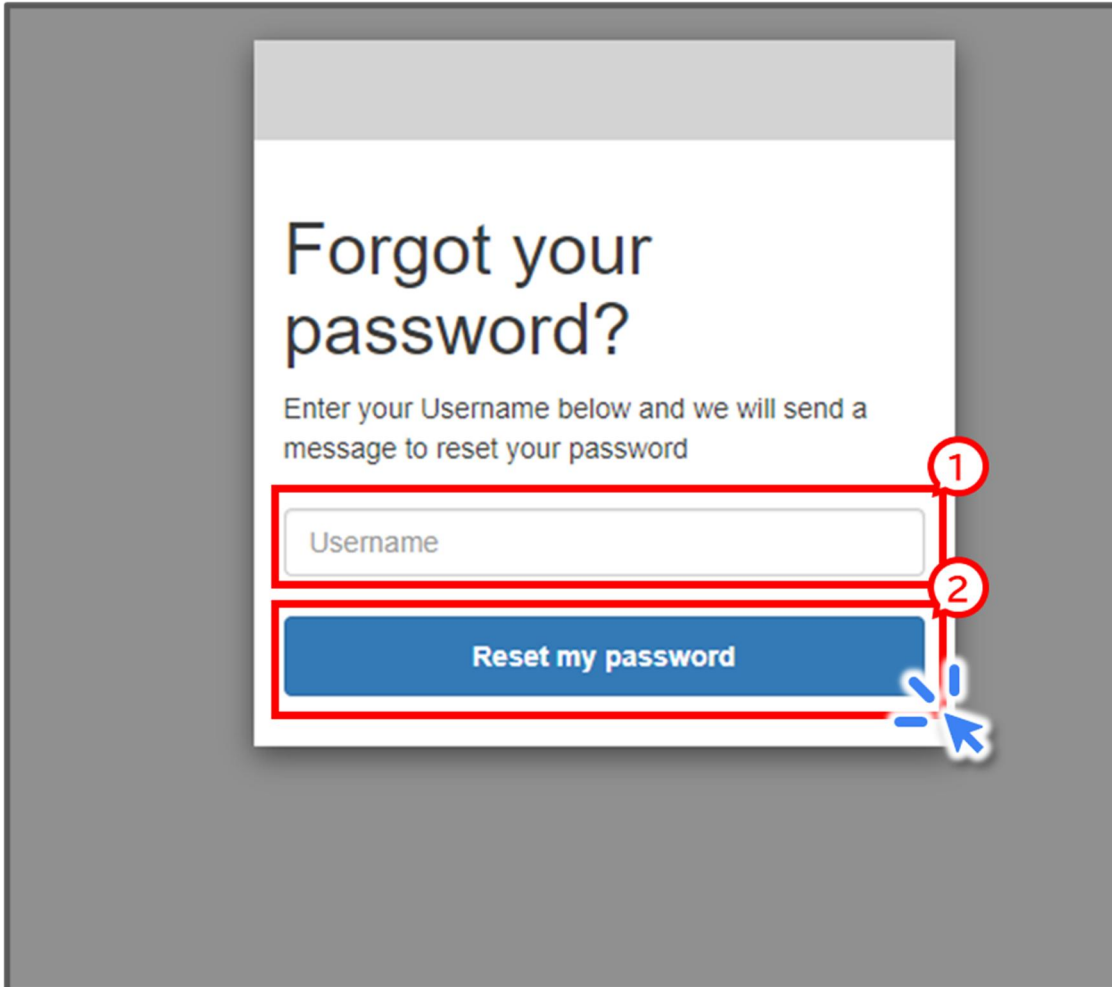 Forgot your
password?
Enter your Username below and we will send a
message to reset your password
1
Username
2
Reset my password